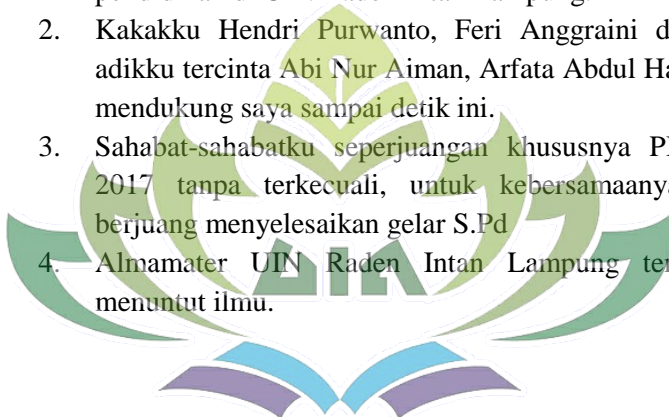 2. Kakakku Hendri Purwanto, Feri Anggraini
adikku tercinta Abi Nur Aiman, Arfata Abdul
mendukung saya sampai detik ini.
3. Sahabat-sahabatku seperjuangan khususnya
2017 tanpa terkecuali, untuk kebersamaanya
berjuang menyelesaikan gelar S.Pd
4. Almamater UIN Raden Intan Lampung
menuntut ilmu.
UIN